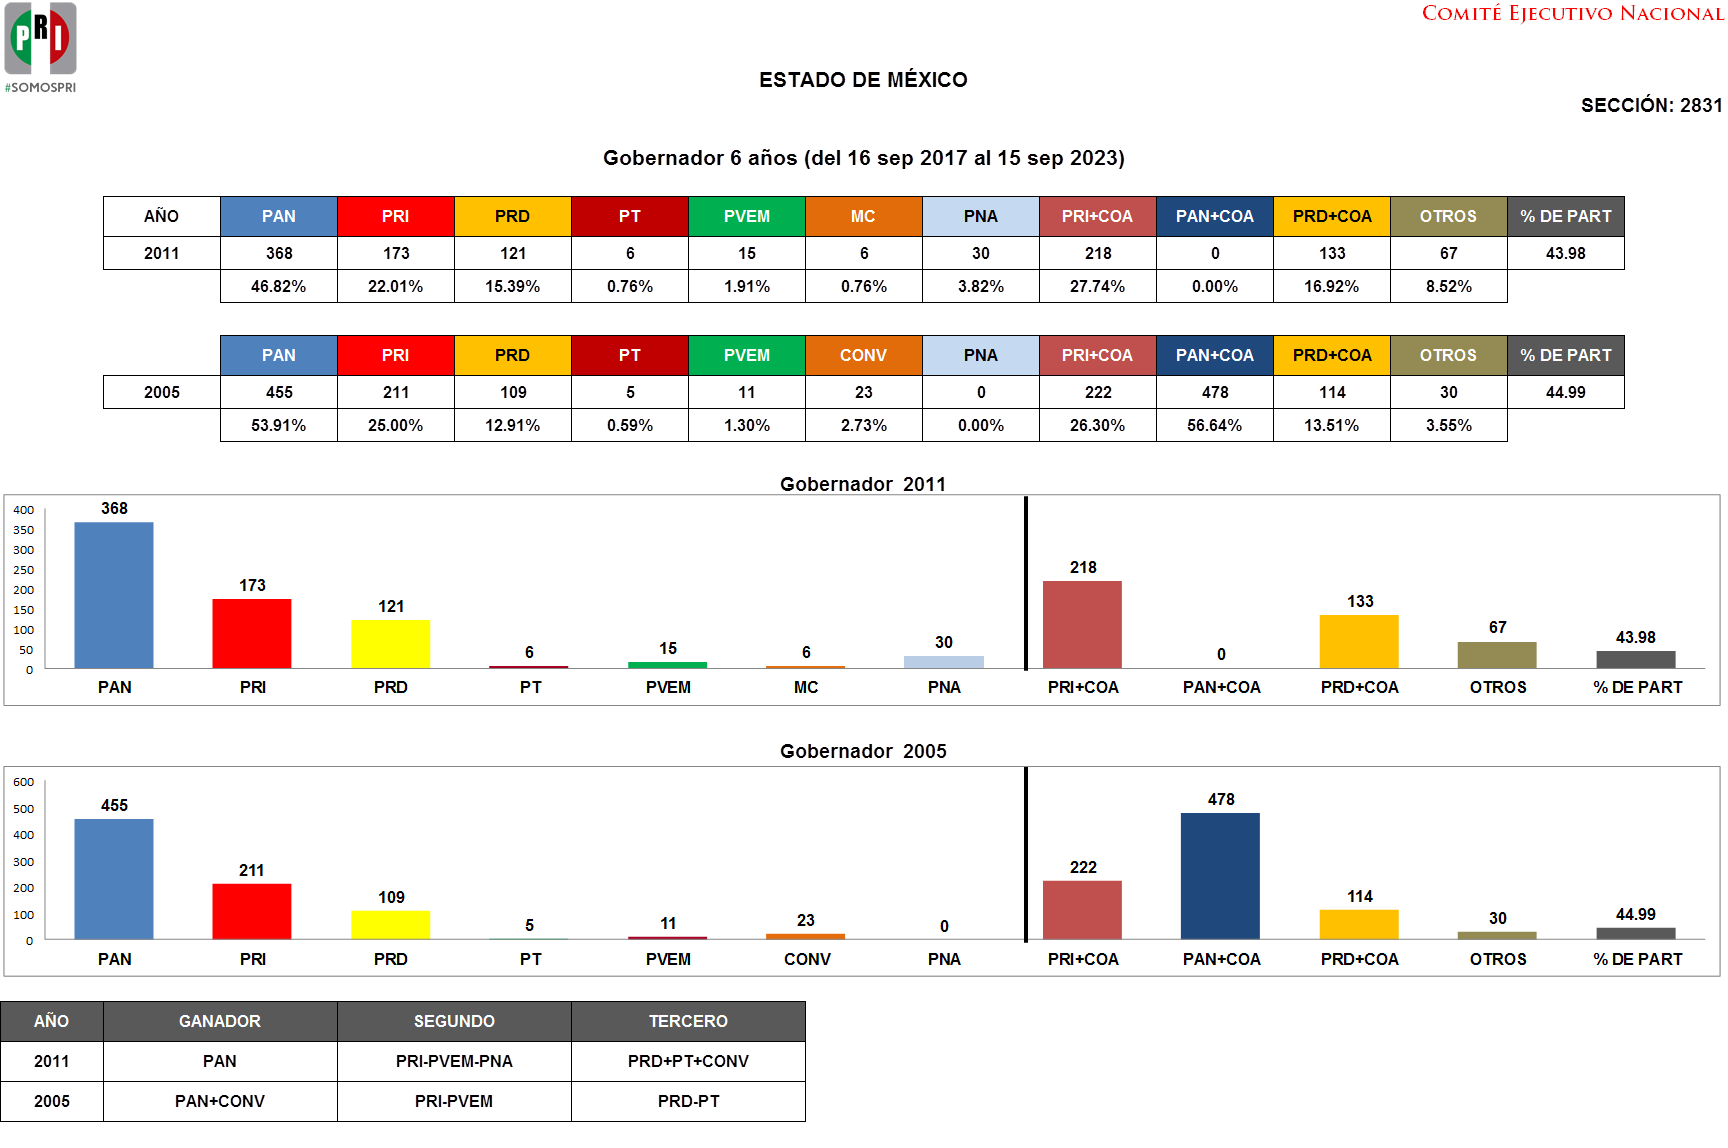 PRI
#SOMOSPRI
COMITÉ EJECUTIVO NACIONAL
ESTADO DE MÉXICO
SECCIÓN: 2831
Gobernador 6 años (del 16 sep 2017 al 15 sep 2023)
AÑO PAN PRI PRD PT PVEM MC PNA PRI+COA PAN+COA PRD+COA OTROS % DE PART
2011 368 173 121 6 15 6 30 218 0 133 67 43.98
46.82% 22.01% 15.39% 0.76% 1.91% 0.76% 3.82% 27.74% 0.00% 16.92% 8.52%
PAN PRI PRD PT PVEM CONV PNA PRI+COA PAN+COA PRD+COA OTROS % DE PART
2005 455 211 109 5 11 23 0 222 478 114 30 44.99
53.91% 25.00% 12.91% 0.59% 1.30% 2.73% 0.00% 26.30% 56.64% 13.51% 3.55%
Gobernador 2011
400
350
300
250
200
150
100
50
0
368 173 121 6 15 6 30 218 0 133 67 43.98
PAN PRI PRD PT PVEM MC PNA PRI+COA PAN+COA PRD+COA OTROS % DE PART
Gobernador 2005
600
500
400
300
200
100
0
455 211 109 5 11 23 0 222 478 114 30 44.99
PAN PRI PRD PT PVEM CONV PNA PRI+COA PAN+COA PRD+COA OTROS % DE PART
AÑO GANADOR SEGUNDO TERCERO
2011 PAN PRI-PVEM-PNA PRD+PT+CONV
2005 PAN+CONV PRI-PVEM PRD-PT